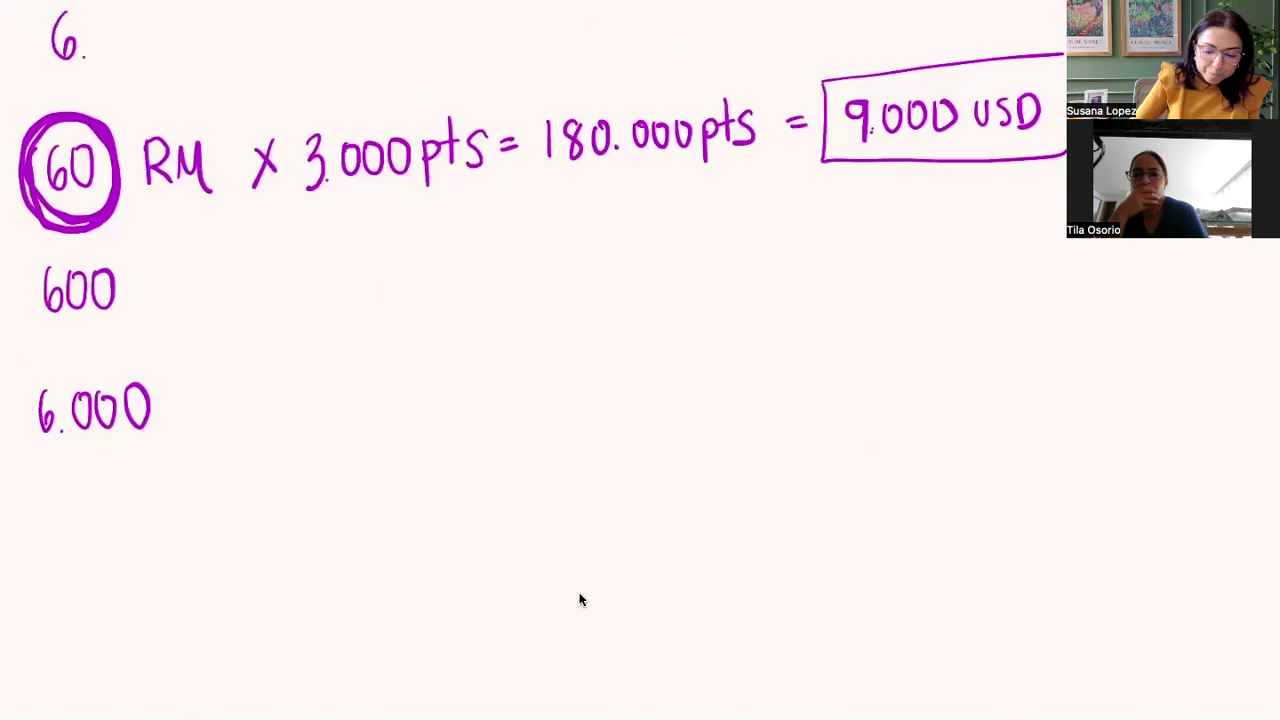 6.
60 RM x 3.000 pts = 180.000 pts = 9.000 USD
600
6.000
Susana Lopez
Tila Osorio